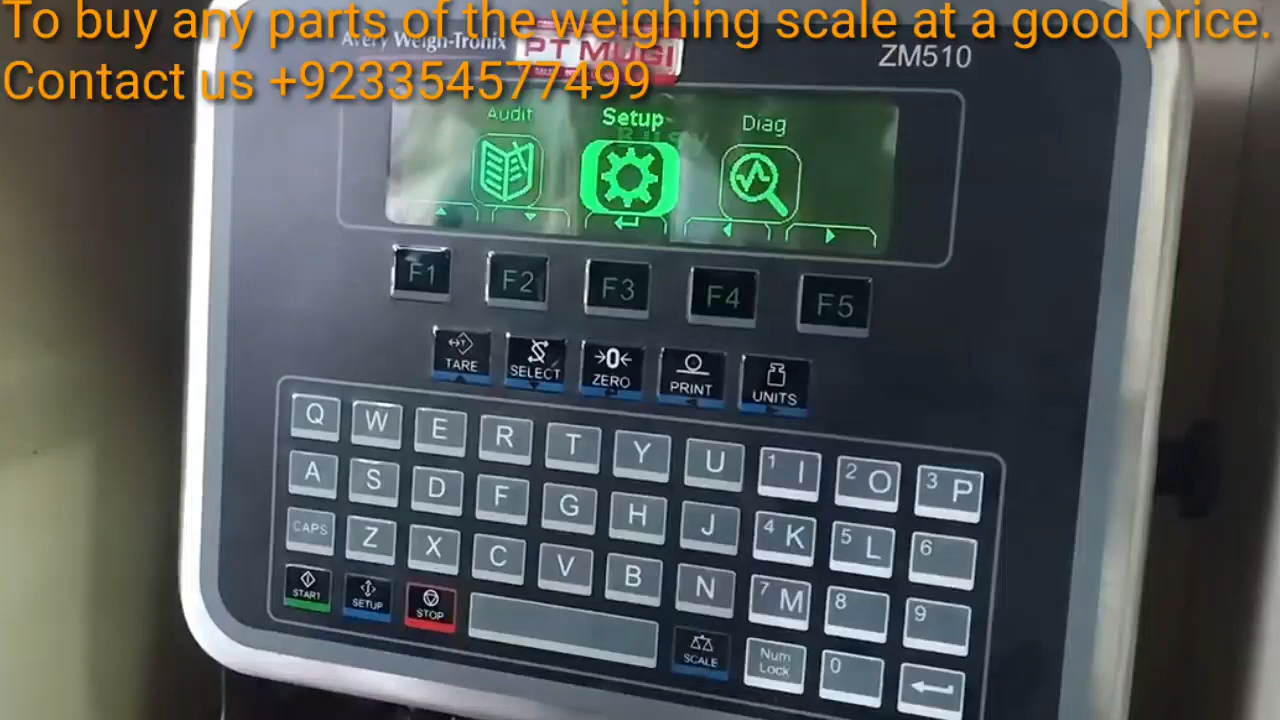 To buy any parts of the weighing scale at a good price.
Contact us +923354577499
Avery Weigh-Tronix
PT MUGI
ZM510
Audit Setup Diag
F1 F2 F3 F4 F5
TARE SELECT ZERO PRINT UNITS
Q W E R T Y U 1 I 2 O 3 P
A S D F G H J 4 K 5 L 6
CAPS Z X C V B N 7 M 8 9
START SETUP STOP SCALE Num Lock 0